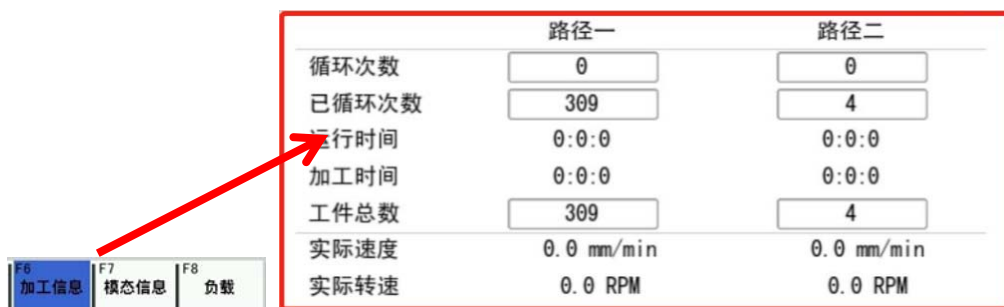 路径一 路径二
循环次数 0 0
已循环次数 309 4
运行时间 0:0:0 0:0:0
加工时间 0:0:0 0:0:0
工件总数 309 4
实际速度 0.0 mm/min 0.0 mm/min
实际转速 0.0 RPM 0.0 RPM
F6 F7 F8
加工信息 模态信息 负载